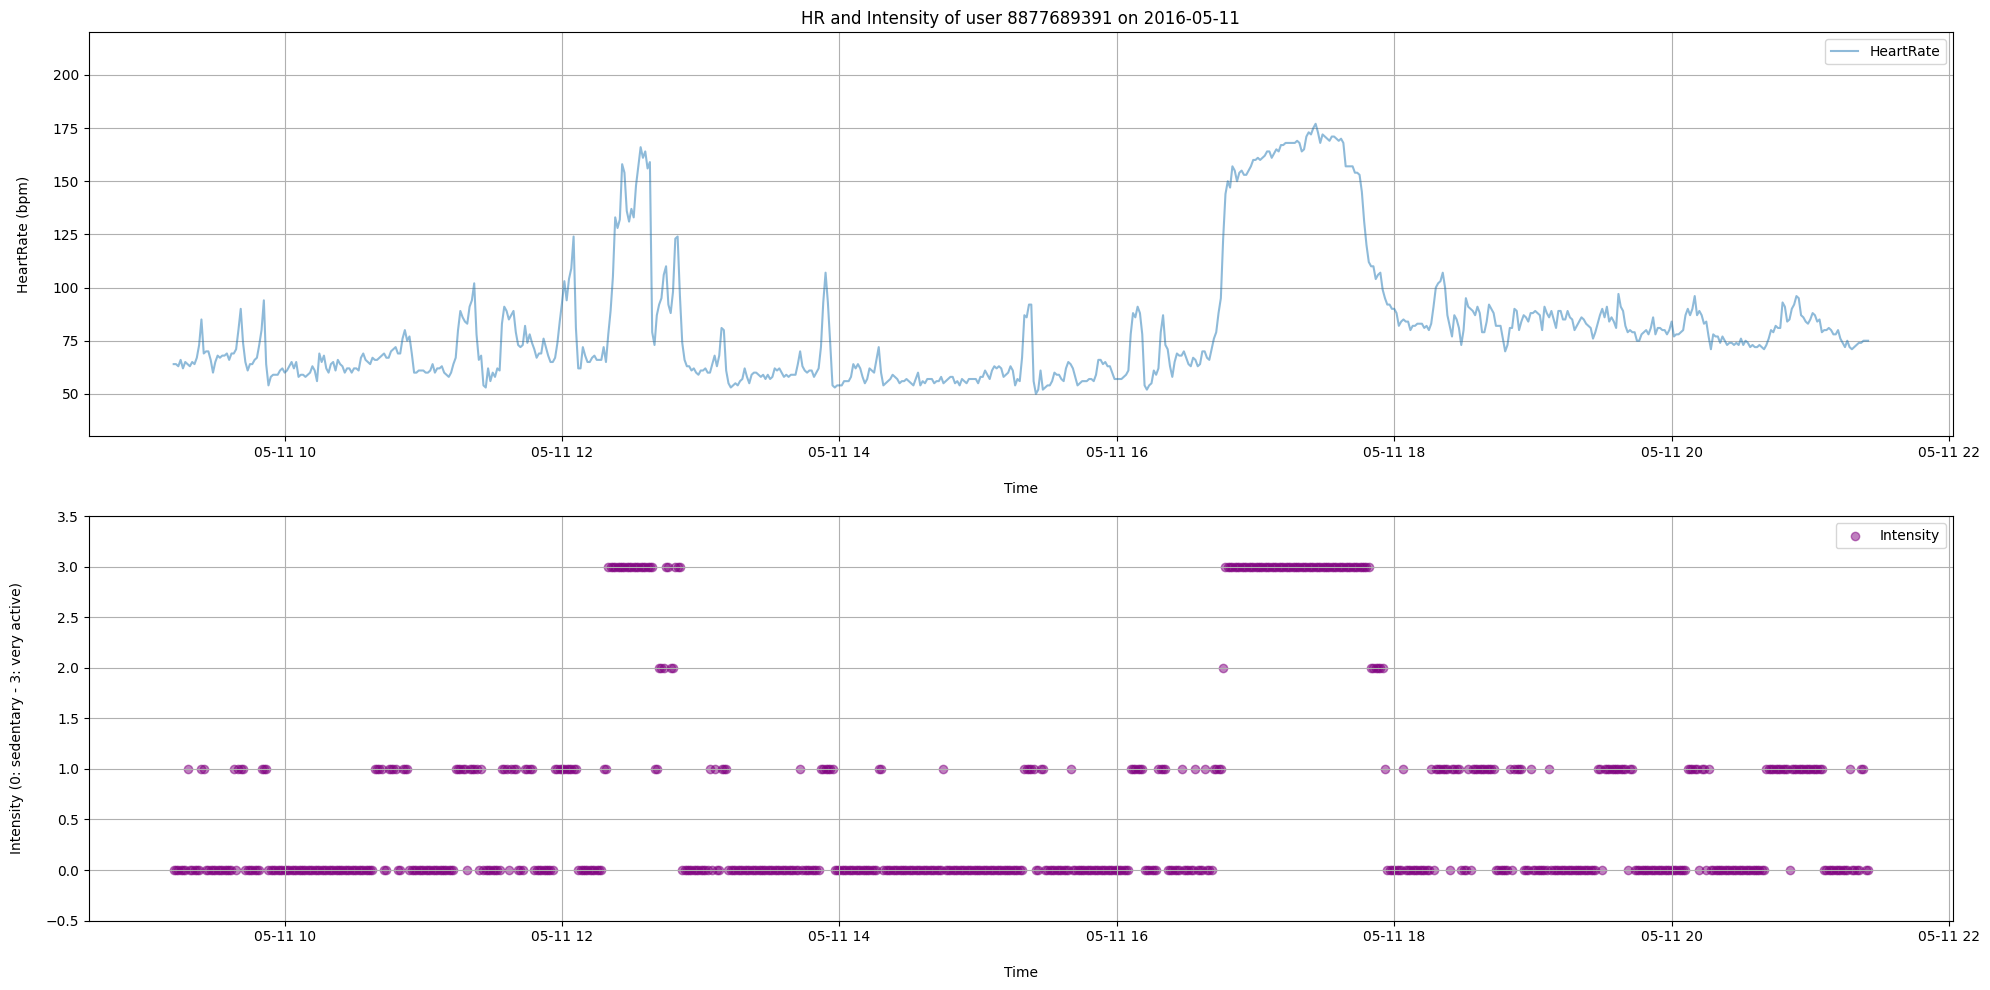 HR and Intensity of user 8877689391 on 2016-05-11
HeartRate
HeartRate (bpm)
200
175
150
125
100
75
50
05-11 10 05-11 12 05-11 14 05-11 16 05-11 18 05-11 20 05-11 22
Time
Intensity
Intensity (0: sedentary - 3: very active)
3.5
3.0
2.5
2.0
1.5
1.0
0.5
0.0
−0.5
05-11 10 05-11 12 05-11 14 05-11 16 05-11 18 05-11 20 05-11 22
Time